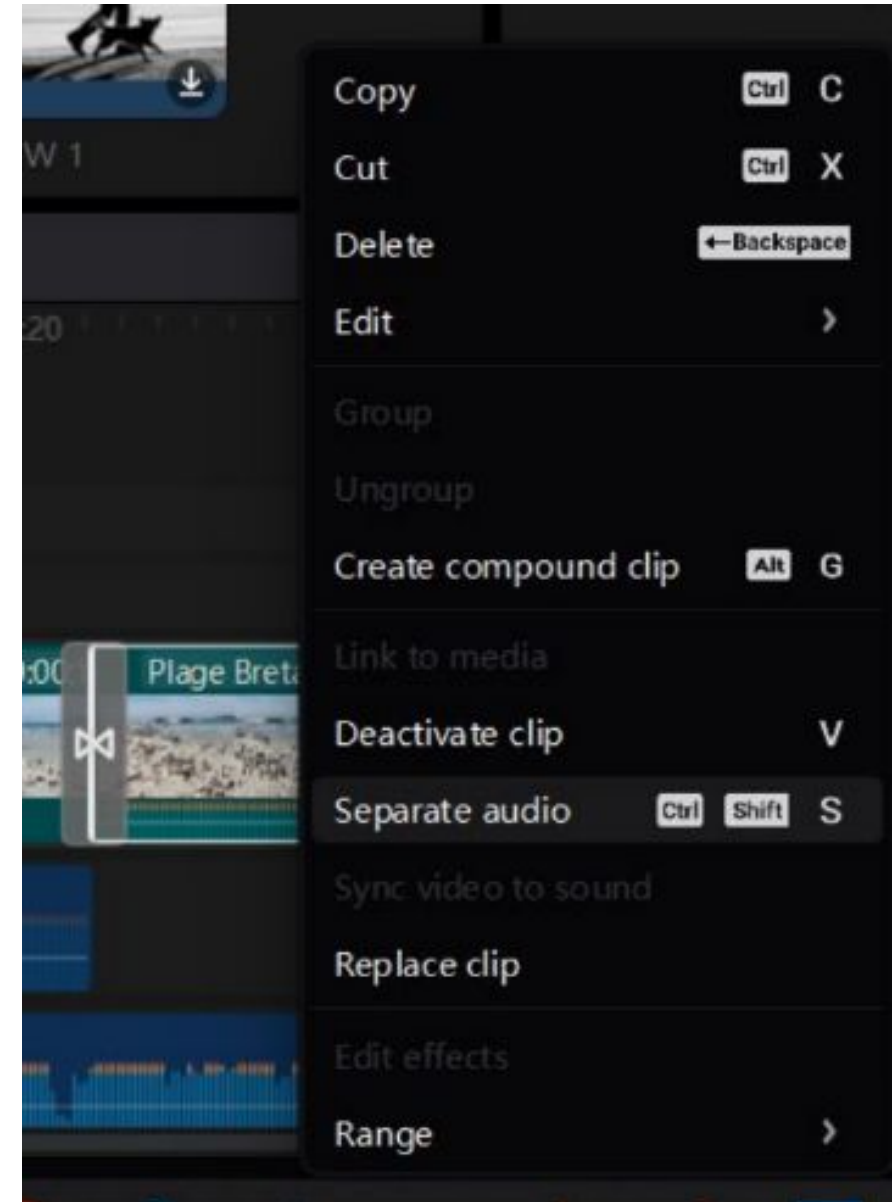 W 1
:20
Copy Ctrl C
Cut Ctrl X
Delete ←Backspace
Edit
Group
Ungroup
Create compound clip Alt G
Link to media
:00 Plage Breta
Deactivate clip V
Separate audio Ctrl Shift S
Sync video to sound
Replace clip
Edit effects
Range